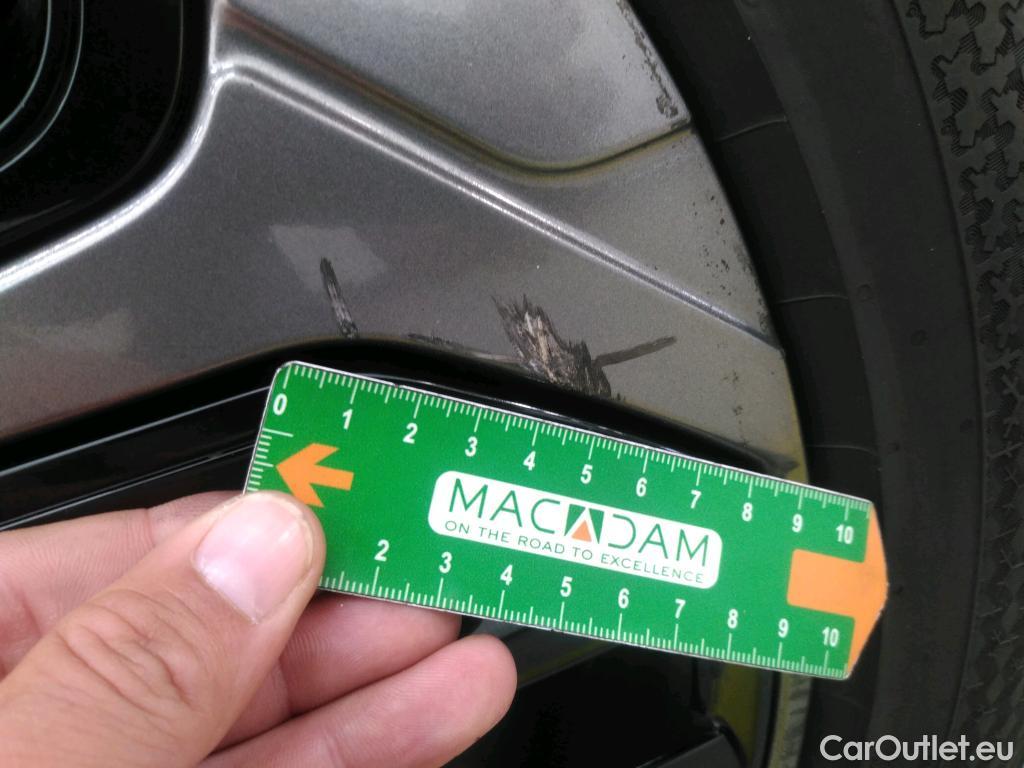 0 1 2 3 4 5 6 7 8 9 10
MACADAM
ON THE ROAD TO EXCELLENCE
2 3 4 5 6 7 8 9 10
CarOutlet.eu